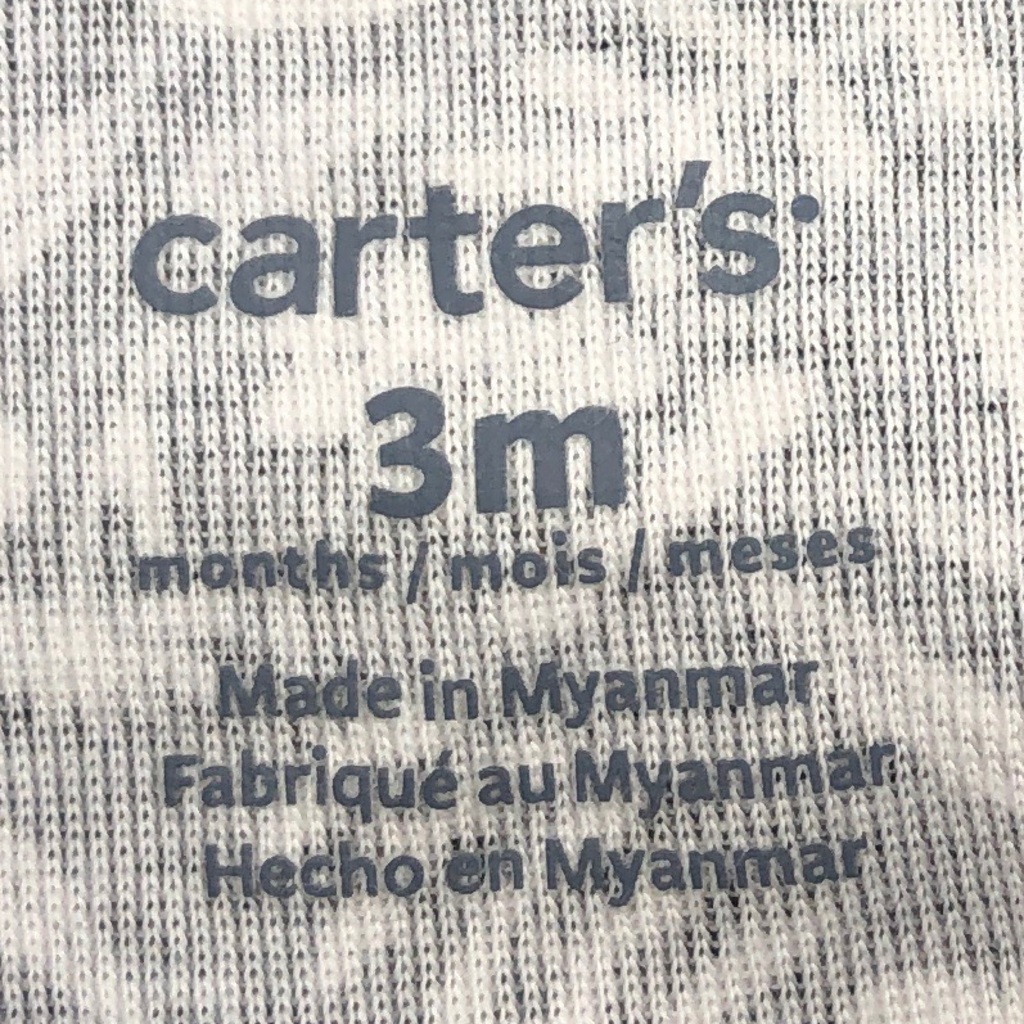 carter's
3m
months / mois / meses
Made in Myanmar
Fabriqué au Myanmar
Hecho en Myanmar